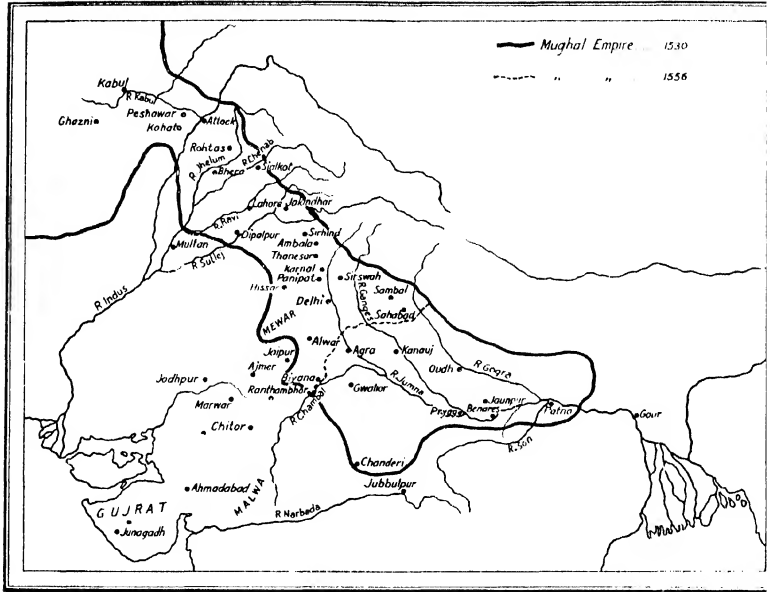 Mughal Empire 1530
" " 1556
Kabul
R Kabul
Ghazni
Peshawar
Kohat
Attock
Rohtas
R Jhelum
Bhera
R Chenab
Sialkot
Lahore
Jalindhar
R. Ravi
Multan
Dipalpur
R Sutlej
Sirhind
Ambala
Thanesur
Karnal
Panipat
Hissar
Sirswah
Delhi
R Ganges
Sambal
Sahabad
R Indus
MEWAR
Alwar
Jaipur
Agra
Kanauj
Ajmer
Biyana
Oudh
R Gogra
Jodhpur
Ranthambhor
Gwalior
R. Jumna
Marwar
R Chambal
Jaunpur
Benares
Patna
Gour
Chitor
R. Son
Chanderi
Jubbulpur
Ahmadabad
MALWA
R Narbada
GUJRAT
Junagadh